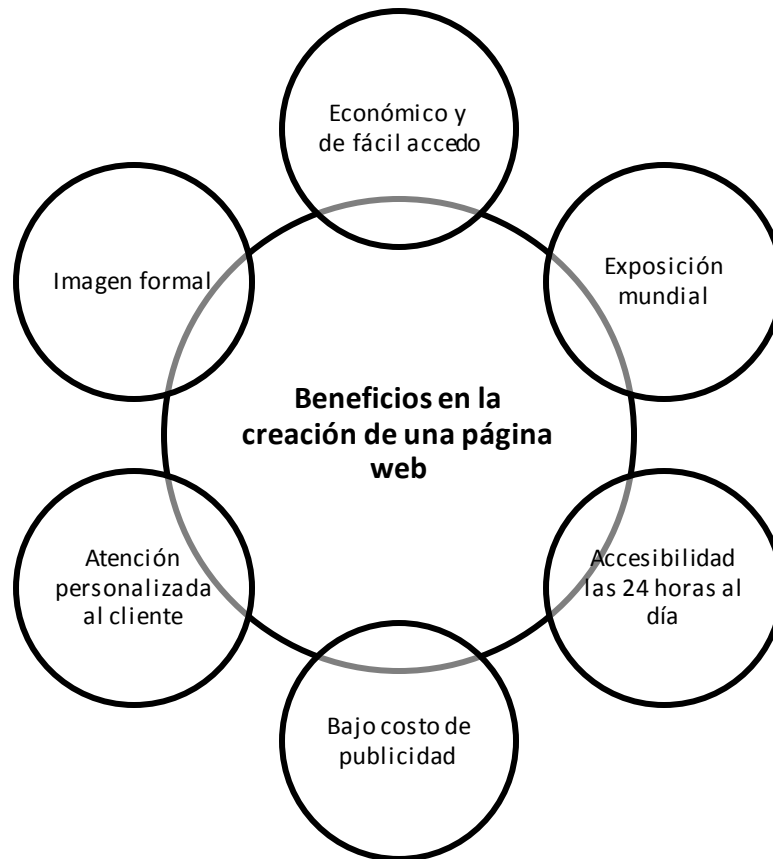 Económico y
de fácil accedo
Exposición
mundial
Accesibilidad
las 24 horas al
día
Bajo costo de
publicidad
Atención
personalizada
al cliente
Imagen formal
Beneficios en la
creación de una página
web